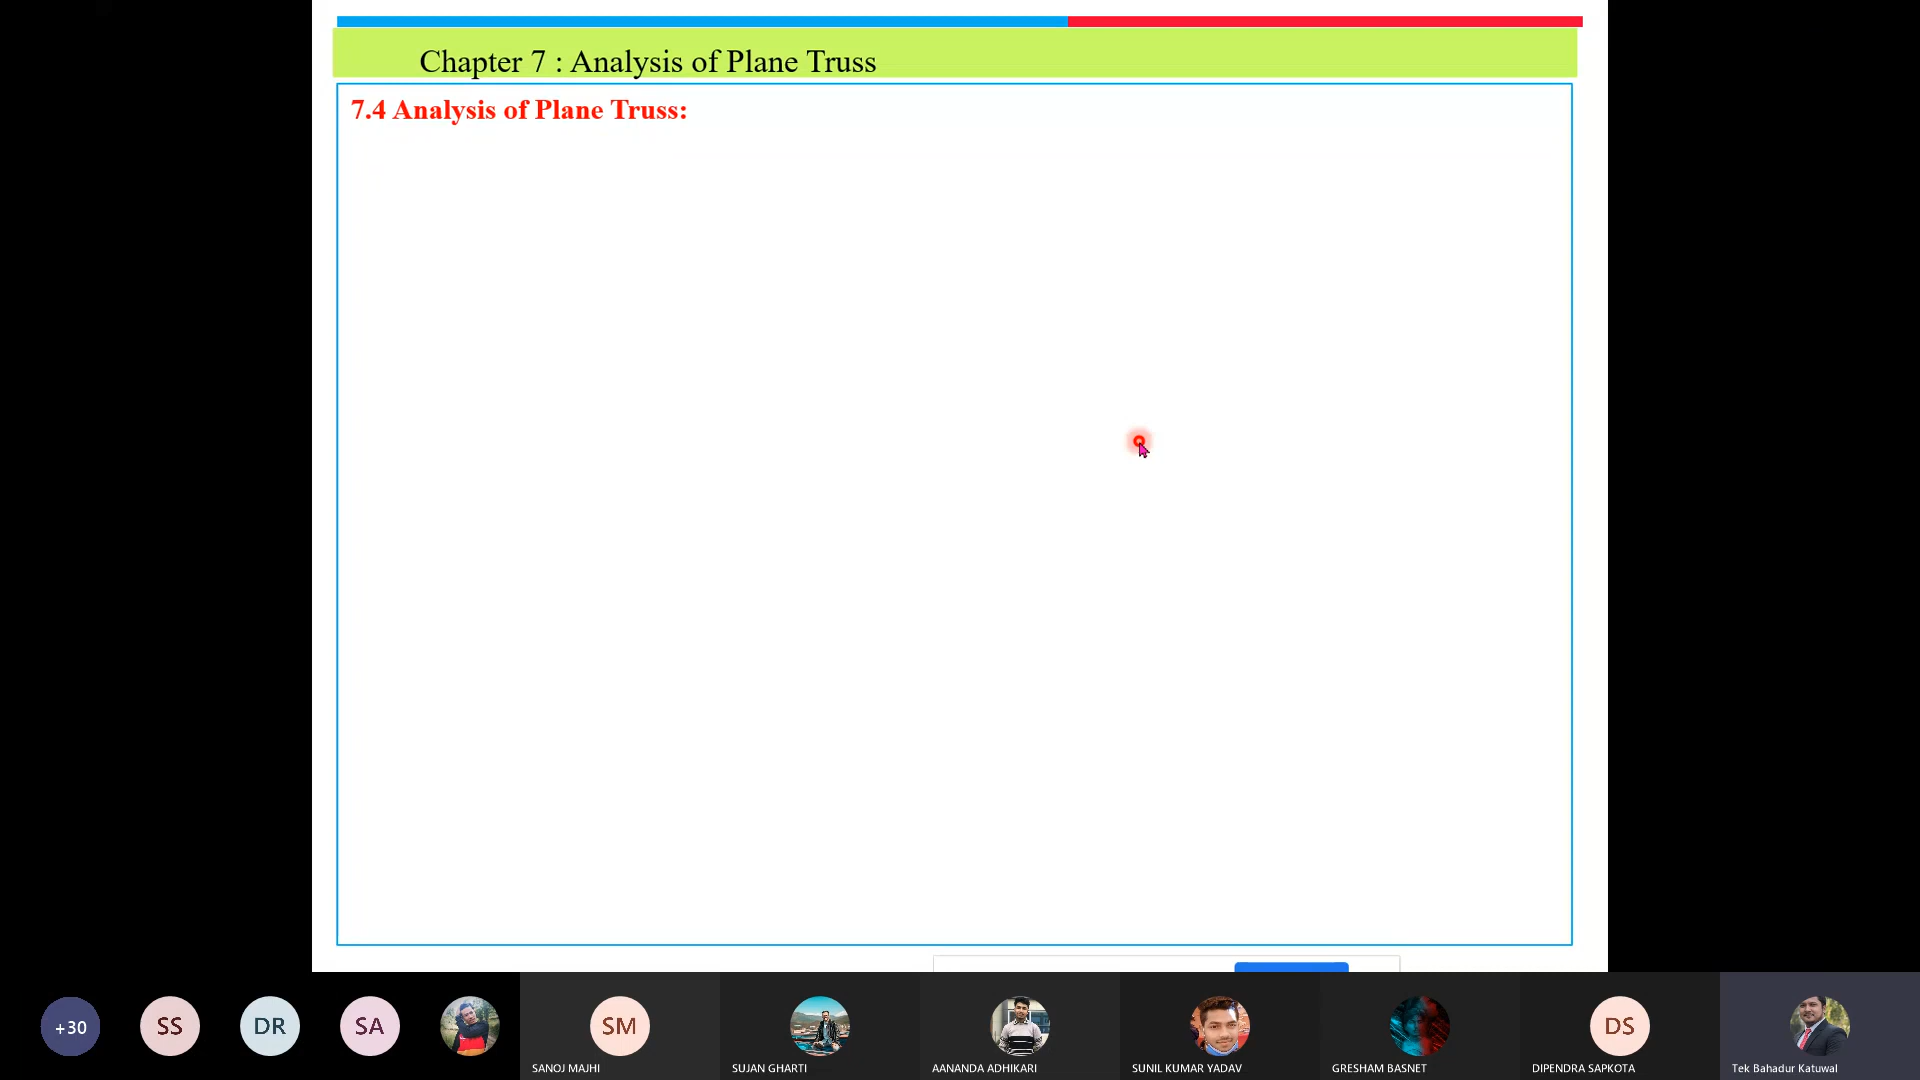 Chapter 7 : Analysis of Plane Truss
7.4 Analysis of Plane Truss:
+30
SS
DR
SA
SM
DS
SANOJ MAJHI
SUJAN GHARTI
AANANDA ADHIKARI
SUNIL KUMAR YADAV
GRESHAM BASNET
DIPENDRA SAPKOTA
Tek Bahadur Katuwal